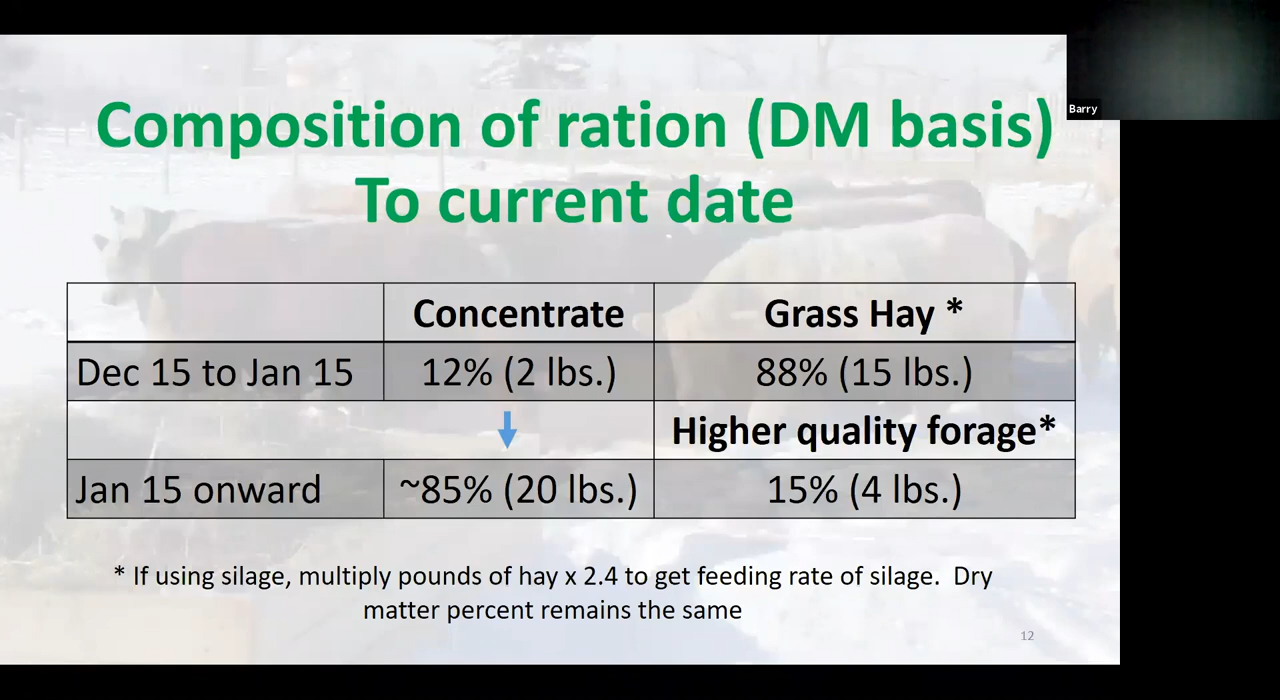 Composition of ration (DM basis)
To current date
Barry
Concentrate Grass Hay *
Dec 15 to Jan 15 12% (2 lbs.) 88% (15 lbs.)
Higher quality forage*
Jan 15 onward ~85% (20 lbs.) 15% (4 lbs.)
* If using silage, multiply pounds of hay x 2.4 to get feeding rate of silage. Dry
matter percent remains the same
12